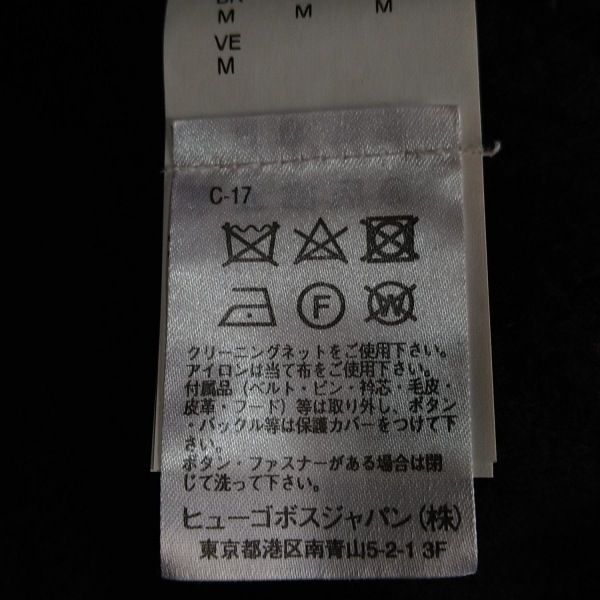 M
M
M
VE
M
C-17
F
W
クリーニングネットをご使用下さい。
アイロンは当て布をご使用下さい。
付属品（ベルト・ピン・衿芯・毛皮・
皮革・フード）等は取り外し、ボタン
・バックル等は保護カバーをつけて下
さい。
ボタン・ファスナーがある場合は閉
じて洗って下さい。
ヒューゴボスジャパン（株）
東京都港区南青山5-2-1 3F